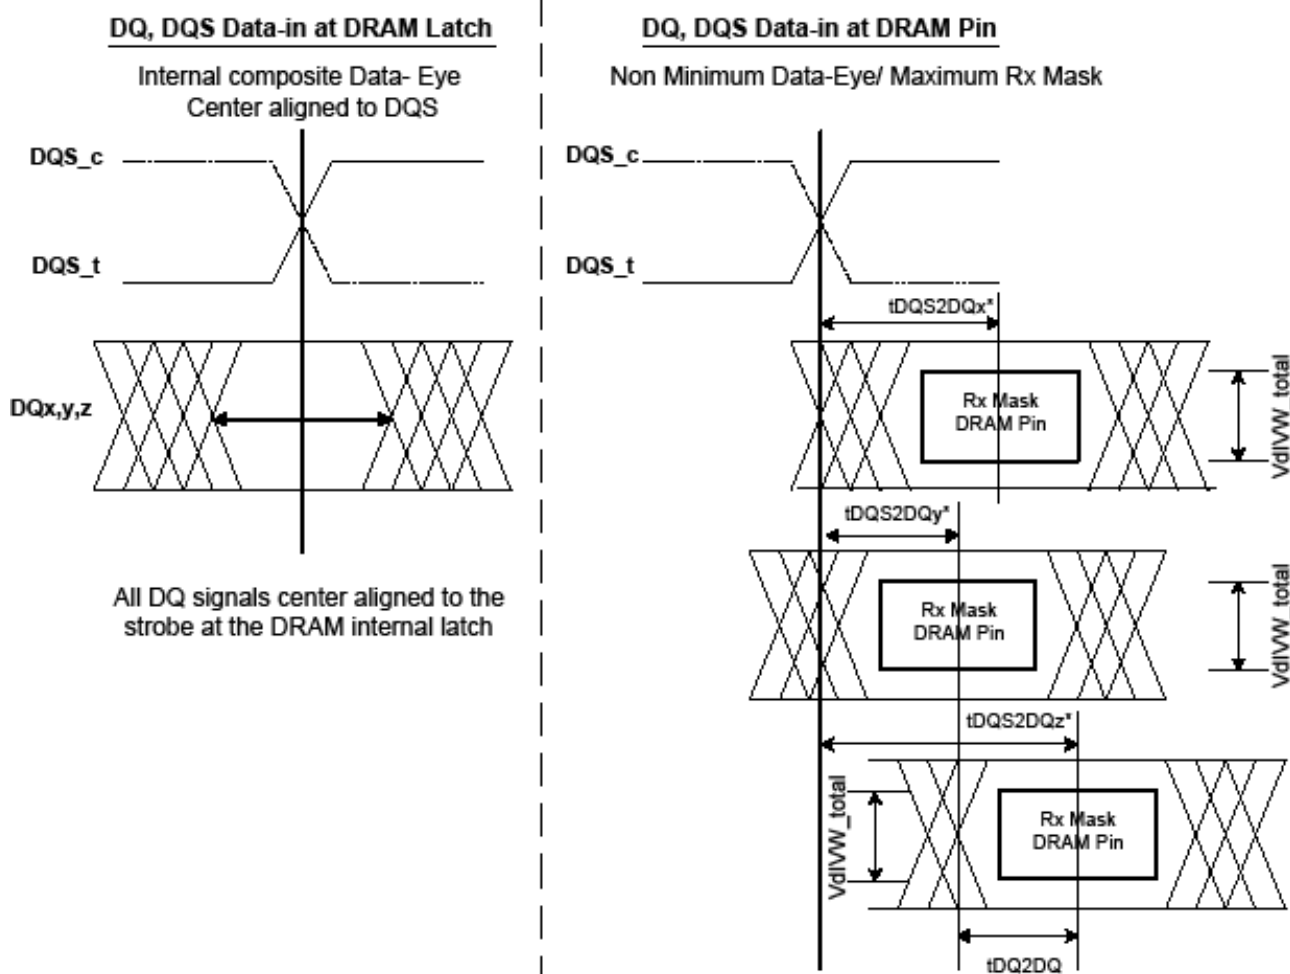 DQ, DQS Data-in at DRAM Latch
Internal composite Data- Eye
Center aligned to DQS
DQS_c
DQS_t
DQx,y,z
All DQ signals center aligned to the
strobe at the DRAM internal latch
DQ, DQS Data-in at DRAM Pin
Non Minimum Data-Eye/ Maximum Rx Mask
DQS_c
DQS_t
tDQS2DQx*
Rx Mask
DRAM Pin
VdIVW_total
tDQS2DQy*
Rx Mask
DRAM Pin
VdIVW_total
tDQS2DQz*
VdIVW_total
Rx Mask
DRAM Pin
tDQ2DQ